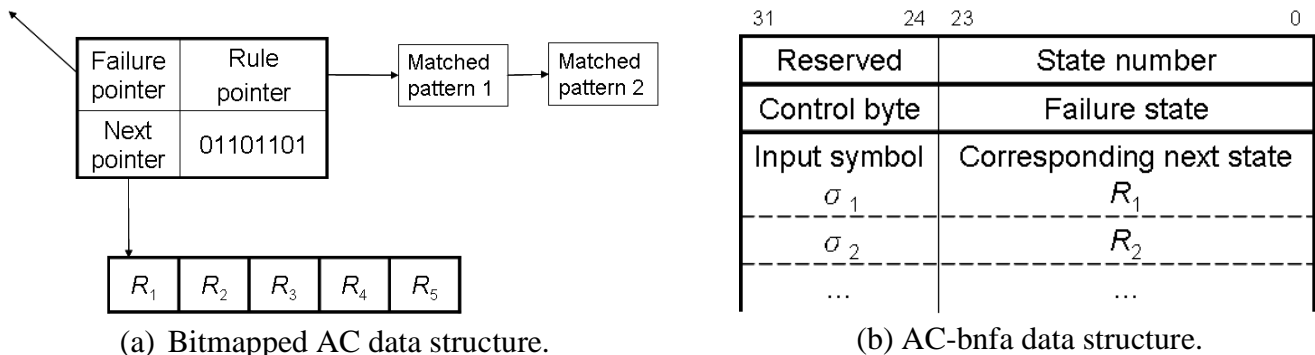 Failure pointer
Rule pointer
Next pointer
01101101
Matched pattern 1
Matched pattern 2
R1 R2 R3 R4 R5
(a) Bitmapped AC data structure.
31 24 23 0
Reserved State number
Control byte Failure state
Input symbol Corresponding next state
σ1 R1
σ2 R2
... ...
(b) AC-bnfa data structure.